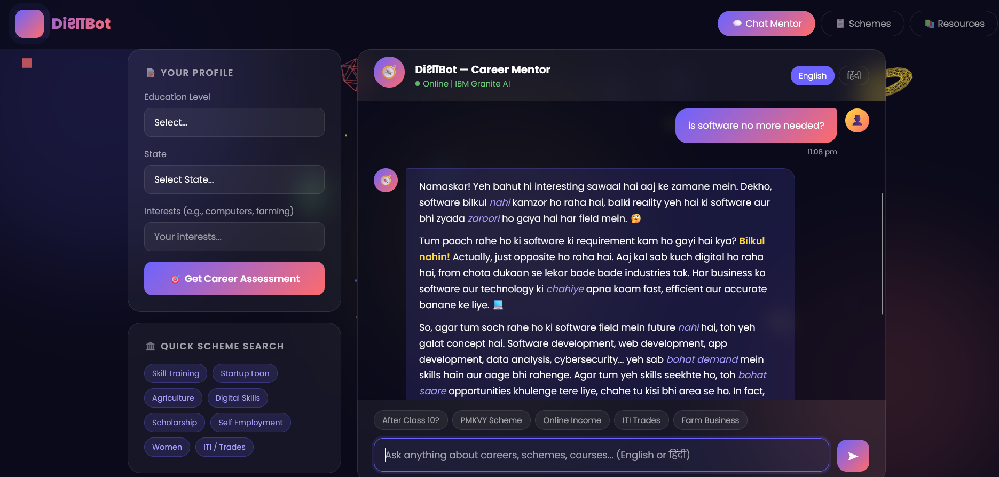 DiशाBot
💬 Chat Mentor
📋 Schemes
📚 Resources
📝 YOUR PROFILE
Education Level
Select...
State
Select State...
Interests (e.g., computers, farming)
Your interests...
🎯 Get Career Assessment
🏛️ QUICK SCHEME SEARCH
Skill Training
Startup Loan
Agriculture
Digital Skills
Scholarship
Self Employment
Women
ITI / Trades
DiशाBot — Career Mentor
Online | IBM Granite AI
English
हिंदी
is software no more needed?
11:08 pm
Namaskar! Yeh bahut hi interesting sawaal hai aaj ke zamane mein. Dekho,
software bilkul nahi kamzor ho raha hai, balki reality yeh hai ki software aur
bhi zyada zaroori ho gaya hai har field mein. 🤔
Tum pooch rahe ho ki software ki requirement kam ho gayi hai kya? Bilkul
nahin! Actually, just opposite ho raha hai. Aaj kal sab kuch digital ho raha
hai, from chota dukaan se lekar bade bade industries tak. Har business ko
software aur technology ki chahiye apna kaam fast, efficient aur accurate
banane ke liye. 💻
So, agar tum soch rahe ho ki software field mein future nahi hai, toh yeh
galat concept hai. Software development, web development, app
development, data analysis, cybersecurity... yeh sab bohat demand mein
skills hain aur aage bhi rahenge. Agar tum yeh skills seekhte ho, toh bohat
saare opportunities khulenge tere liye, chahe tu kisi bhi area se ho. In fact,
After Class 10?
PMKVY Scheme
Online Income
ITI Trades
Farm Business
Ask anything about careers, schemes, courses... (English or हिंदी)